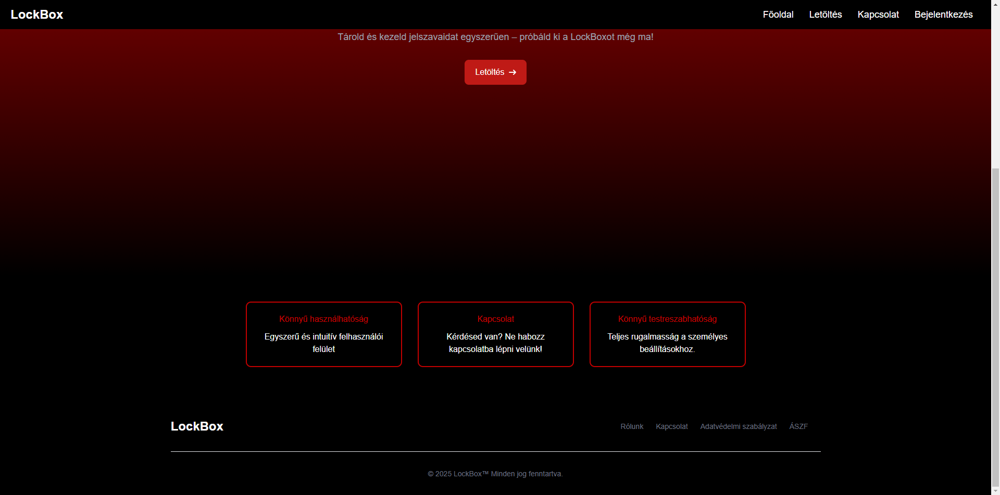 LockBox
Főoldal
Letöltés
Kapcsolat
Bejelentkezés
Tárold és kezeld jelszavaidat egyszerűen – próbáld ki a LockBoxot még ma!
Letöltés →
Könnyű használhatóság
Egyszerű és intuitív felhasználói
felület
Kapcsolat
Kérdésed van? Ne habozz
kapcsolatba lépni velünk!
Könnyű testreszabhatóság
Teljes rugalmasság a személyes
beállításokhoz.
LockBox
Rólunk
Kapcsolat
Adatvédelmi szabályzat
ÁSZF
© 2025 LockBox™ Minden jog fenntartva.